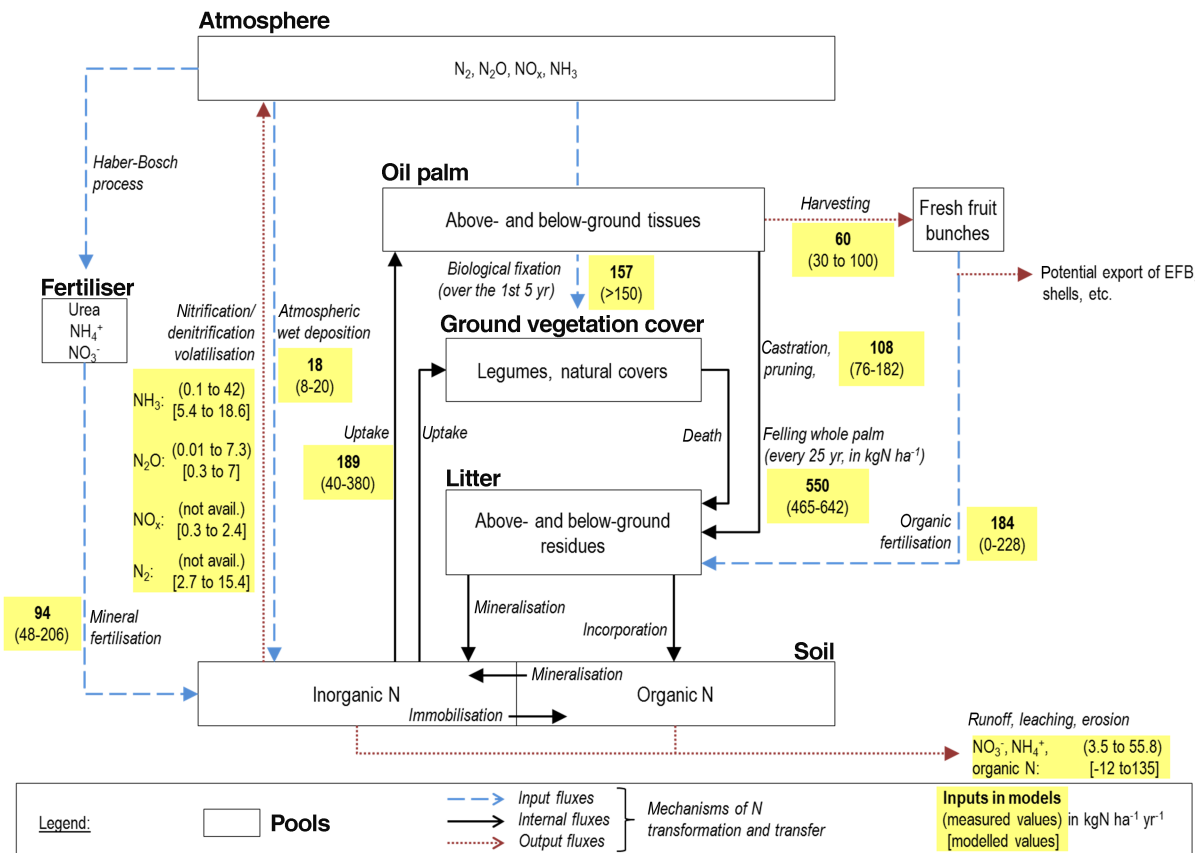 Atmosphere
N₂, N₂O, NOₓ, NH₃
Haber-Bosch
process
Oil palm
Above- and below-ground tissues
Harvesting
60
(30 to 100)
Fresh fruit
bunches
Potential export of EFB
shells, etc.
Biological fixation
(over the 1st 5 yr)
157
(>150)
Fertiliser
Urea
NH₄⁺
NO₃⁻
Nitrification/
denitrification
volatilisation
NH₃: (0.1 to 42)
[5.4 to 18.6]
N₂O: (0.01 to 7.3)
[0.3 to 7]
NOₓ: (not avail.)
[0.3 to 2.4]
N₂: (not avail.)
[2.7 to 15.4]
Atmospheric
wet deposition
18
(8-20)
Ground vegetation cover
Legumes, natural covers
Castration,
pruning,
108
(76-182)
Uptake
189
(40-380)
Uptake
Death
Felling whole palm
(every 25 yr, in kgN ha⁻¹)
550
(465-642)
Litter
Above- and below-ground
residues
Organic
fertilisation
184
(0-228)
94
(48-206)
Mineral
fertilisation
Mineralisation
Incorporation
Soil
Inorganic N
Mineralisation
Organic N
Immobilisation
Runoff, leaching, erosion
NO₃⁻, NH₄⁺, (3.5 to 55.8)
organic N: [-12 to135]
Legend:
Pools
Input fluxes
Internal fluxes
Output fluxes
Mechanisms of N
transformation and transfer
Inputs in models
(measured values) in kgN ha⁻¹ yr⁻¹
[modelled values]